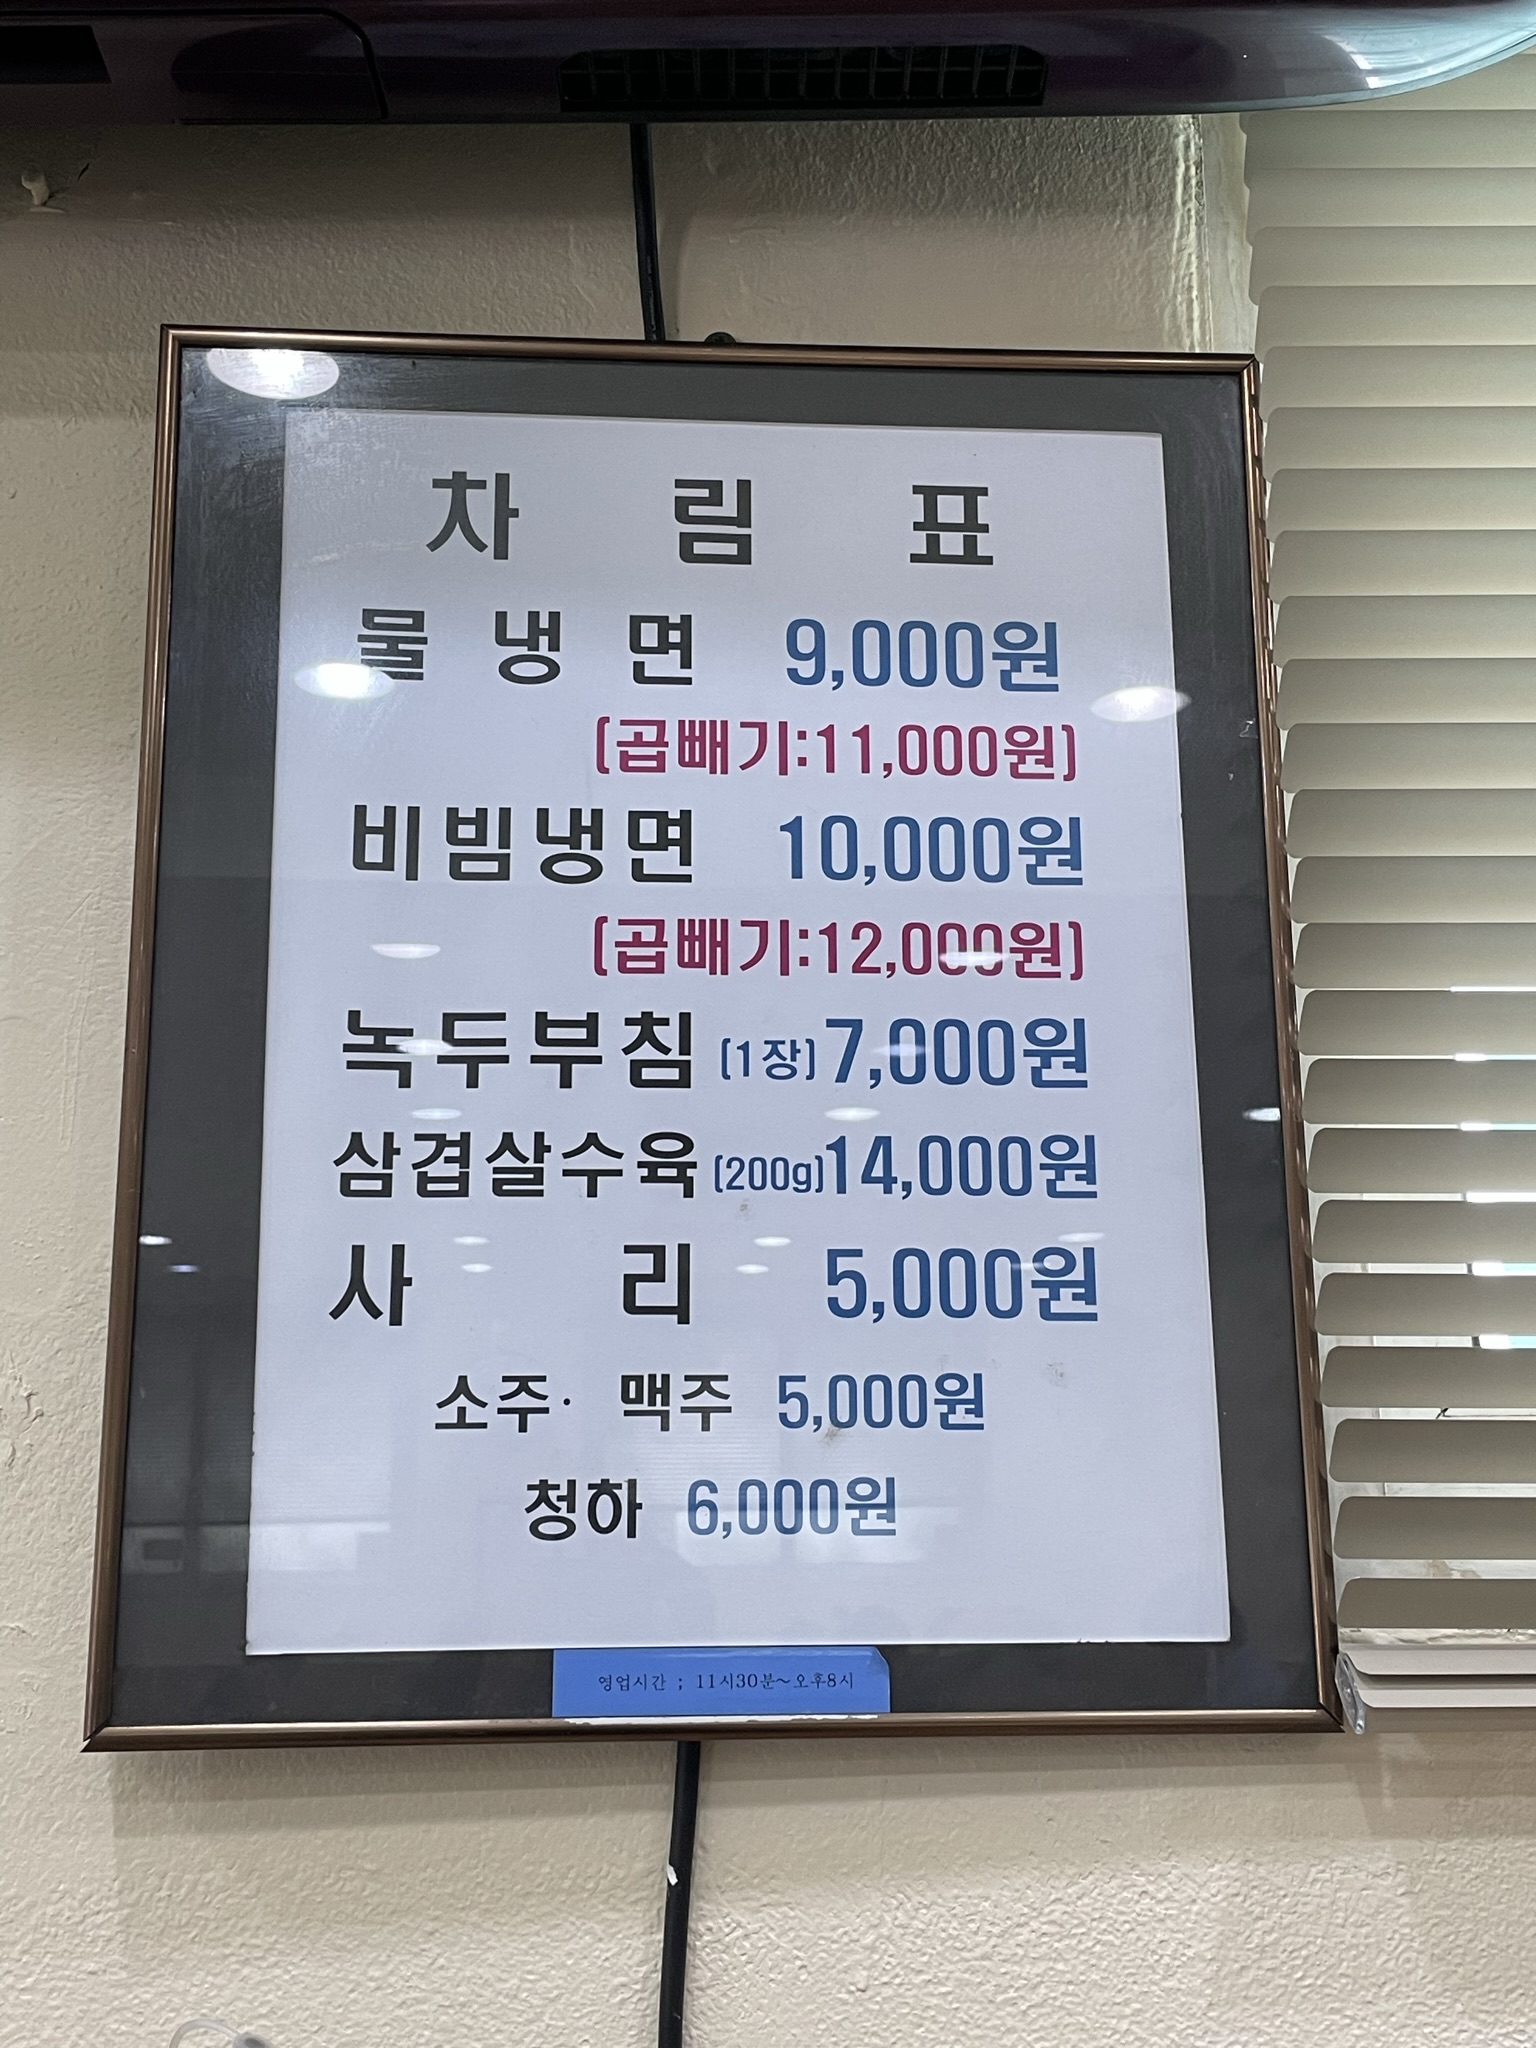 차림표
물냉면 9,000원
(곱빼기:11,000원)
비빔냉면 10,000원
(곱빼기:12,000원)
녹두부침 (1장) 7,000원
삼겹살수육 (200g) 14,000원
사리 5,000원
소주· 맥주 5,000원
청하 6,000원
영업시간 ; 11시30분~오후8시